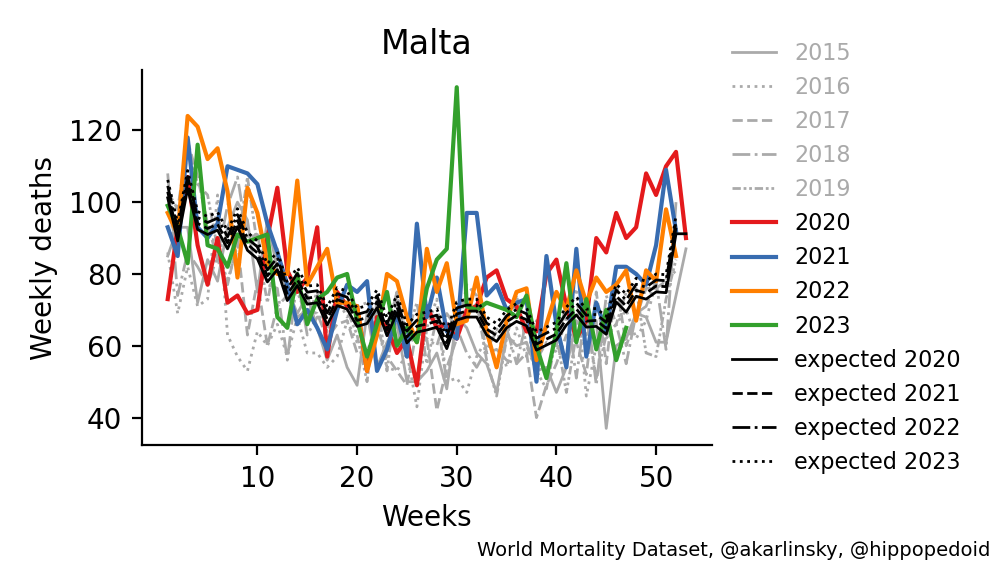 Malta
Weekly deaths
120
100
80
60
40
10 20 30 40 50
Weeks
2015
2016
2017
2018
2019
2020
2021
2022
2023
expected 2020
expected 2021
expected 2022
expected 2023
World Mortality Dataset, @akarlinsky, @hippopedoid